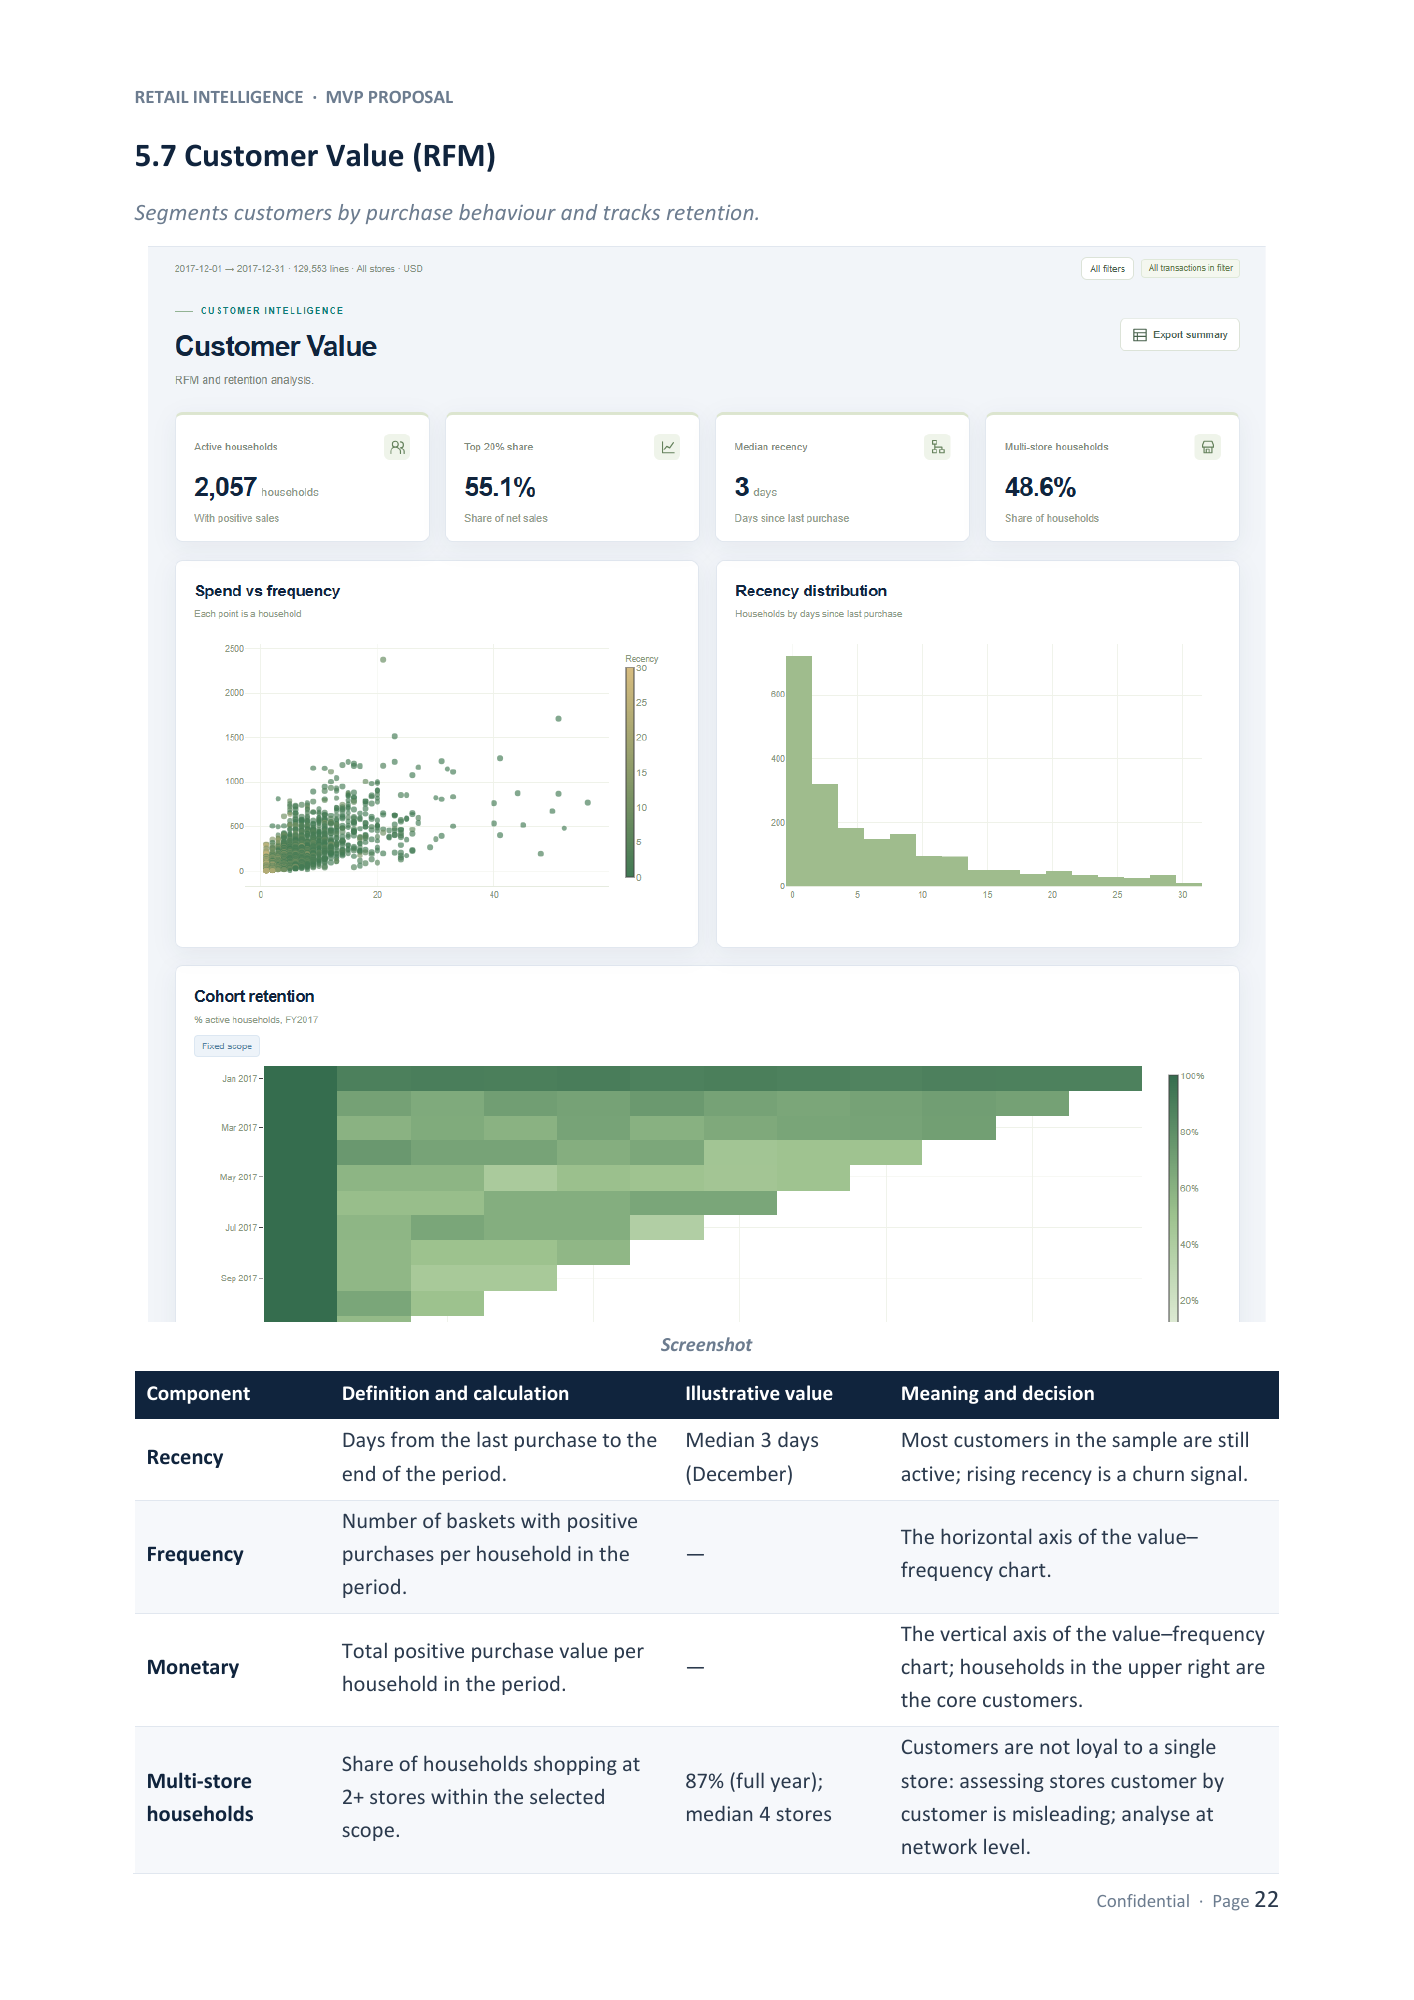 RETAIL INTELLIGENCE · MVP PROPOSAL
5.7 Customer Value (RFM)
Segments customers by purchase behaviour and tracks retention.
2017-12-01 → 2017-12-31 · 129,553 lines · All stores · USD
All filters
All transactions in filter
CUSTOMER INTELLIGENCE
Customer Value
Export summary
RFM and retention analysis.
Active households
2,057 households
With positive sales
Top 20% share
55.1%
Share of net sales
Median recency
3 days
Days since last purchase
Multi-store households
48.6%
Share of households
Spend vs frequency
Each point is a household
2500
2000
1500
1000
500
0
0
20
40
Recency
30
25
20
15
10
5
0
Recency distribution
Households by days since last purchase
600
400
200
0
0
5
10
15
20
25
30
Cohort retention
% active households, FY2017
Fixed scope
Jan 2017
Mar 2017
May 2017
Jul 2017
Sep 2017
100%
80%
60%
40%
20%
Screenshot
Component
Definition and calculation
Illustrative value
Meaning and decision
Recency
Days from the last purchase to the
end of the period.
Median 3 days
(December)
Most customers in the sample are still
active; rising recency is a churn signal.
Frequency
Number of baskets with positive
purchases per household in the
period.
—
The horizontal axis of the value–
frequency chart.
Monetary
Total positive purchase value per
household in the period.
—
The vertical axis of the value–frequency
chart; households in the upper right are
the core customers.
Multi-store
households
Share of households shopping at
2+ stores within the selected
scope.
87% (full year);
median 4 stores
Customers are not loyal to a single
store: assessing stores customer by
customer is misleading; analyse at
network level.
Confidential · Page 22